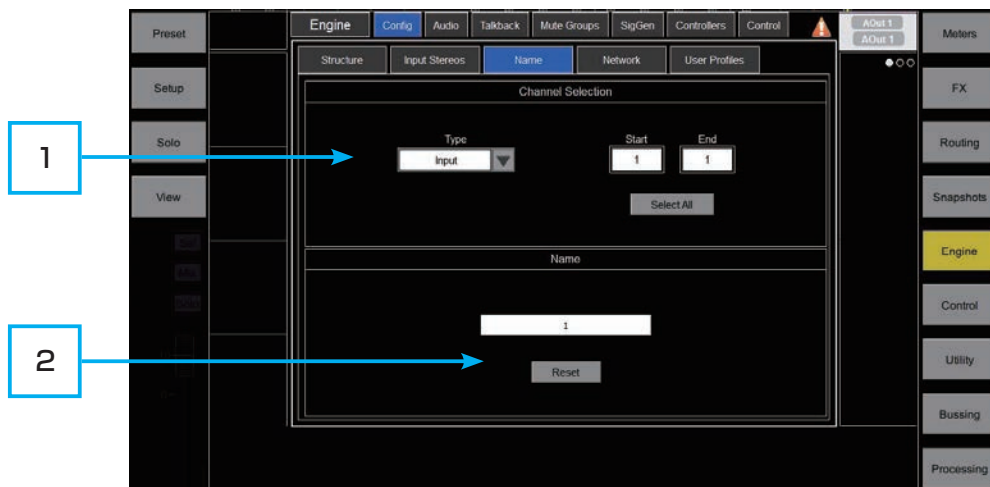 Preset
Setup
Solo
View
Engine
Config
Audio
Talkback
Mute Groups
SigGen
Controllers
Control
AOut 1
AOut 1
Structure
Input Stereos
Name
Network
User Profiles
Channel Selection
1
Type
Input
Start
1
End
1
Select All
Name
2
1
Reset
Meters
FX
Routing
Snapshots
Engine
Control
Utility
Bussing
Processing